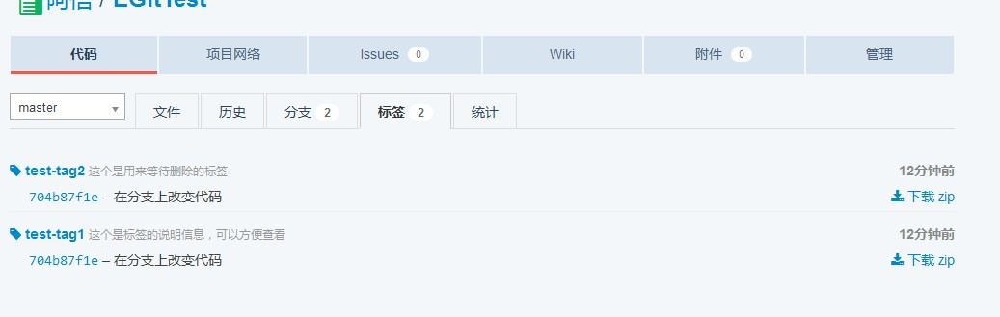 阿信 / EGitTest
代码 项目网络 Issues 0 Wiki 附件 0 管理
master 文件 历史 分支 2 标签 2 统计
test-tag2 这个是用来等待删除的标签 12分钟前
704b87f1e – 在分支上改变代码 下载 zip
test-tag1 这个是标签的说明信息，可以方便查看 12分钟前
704b87f1e – 在分支上改变代码 下载 zip